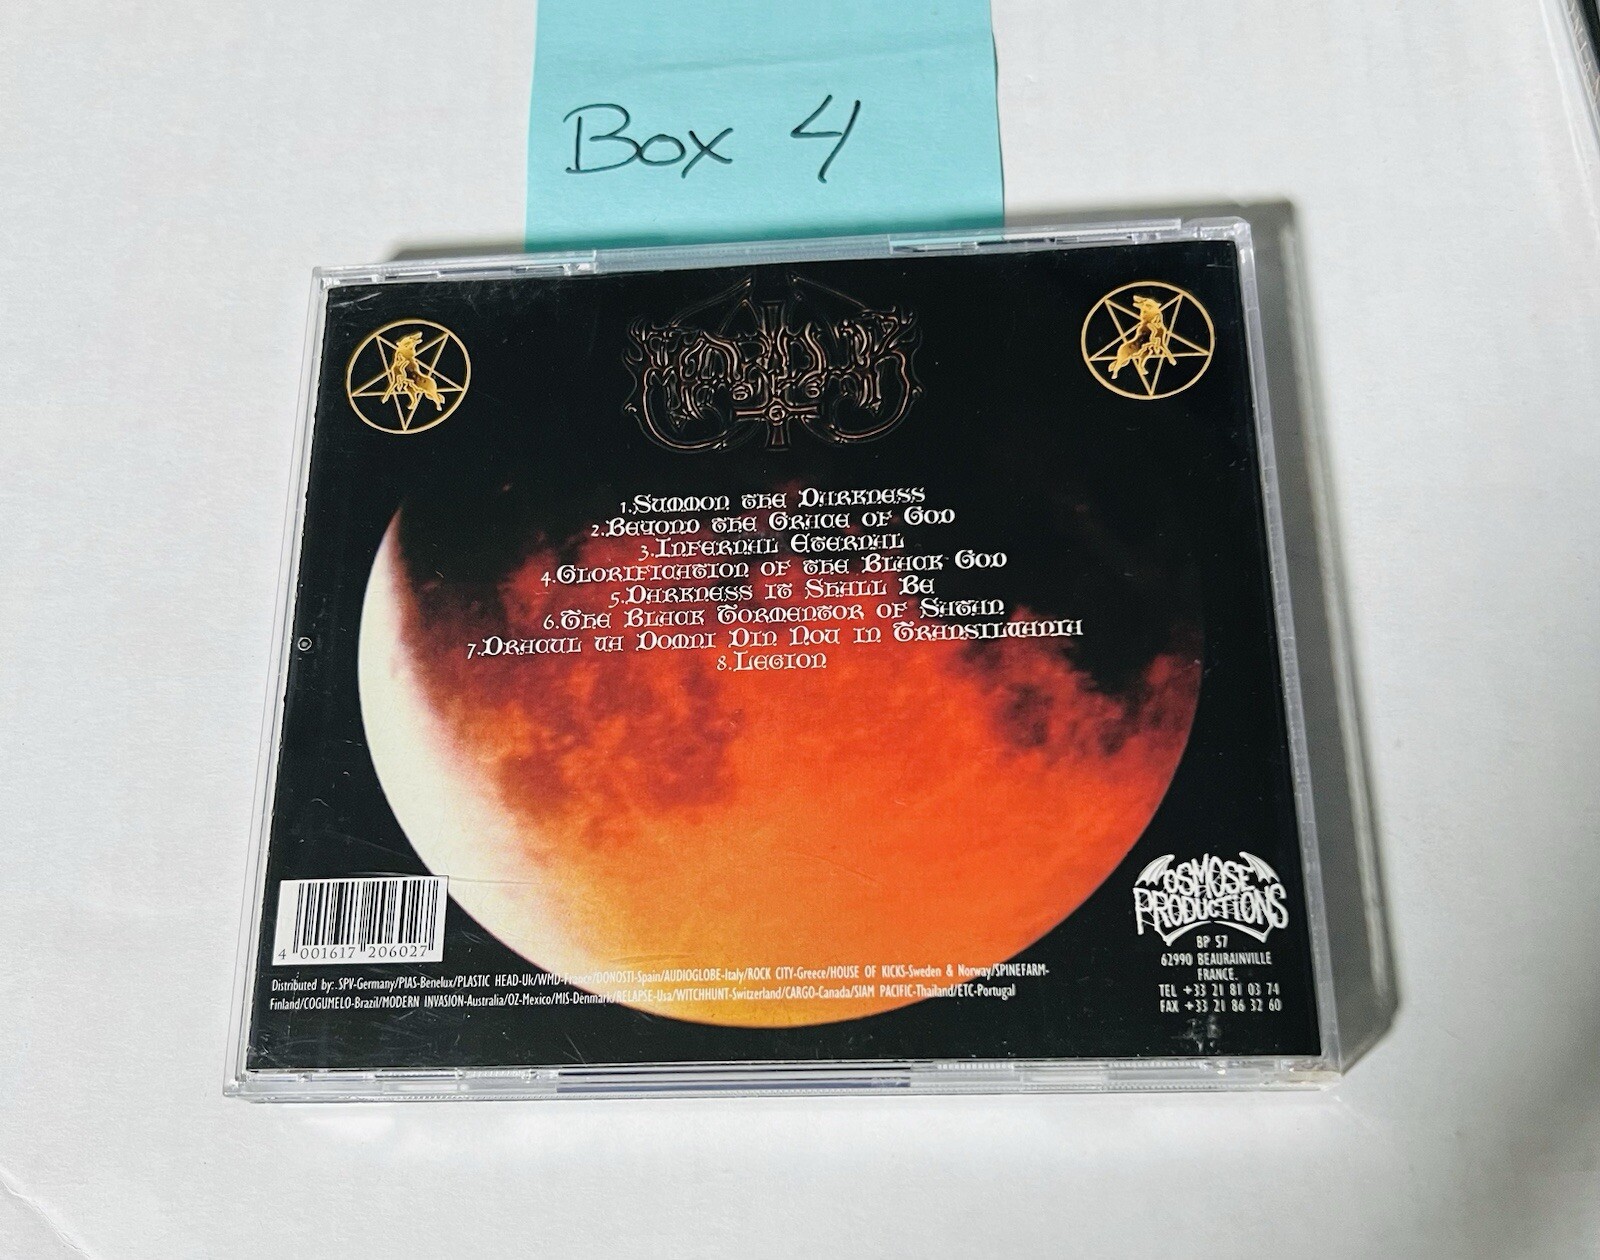 Box 4
MARDUK
6 6
6
1.Summon the Darkness
2.Beyond the Grace of God
3.Infernal Eternal
4.Glorification of the Black God
5.Darkness it Shall Be
6.The Black Tormentor of Satan
7.Dracul va Domni Din Nou in Transilvania
8.Legion
OSMOSE
PRODUCTIONS
BP 57
62990 BEAURAINVILLE
FRANCE.
TEL +33 21 81 03 74
FAX +33 21 86 32 60
4 001617 206027
Distributed by: SPV-Germany/PIAS-Benelux/PLASTIC HEAD-Uk/WMD-France/DONOSTI-Spain/AUDIOGLOBE-Italy/ROCK CITY-Greece/HOUSE OF KICKS-Sweden & Norway/SPINEFARM-
Finland/COGUMELO-Brazil/MODERN INVASION-Australia/OZ-Mexico/MIS-Denmark/RELAPSE-Usa/WITCHHUNT-Switzerland/CARGO-Canada/SIAM PACIFIC-Thailand/ETC-Portugal